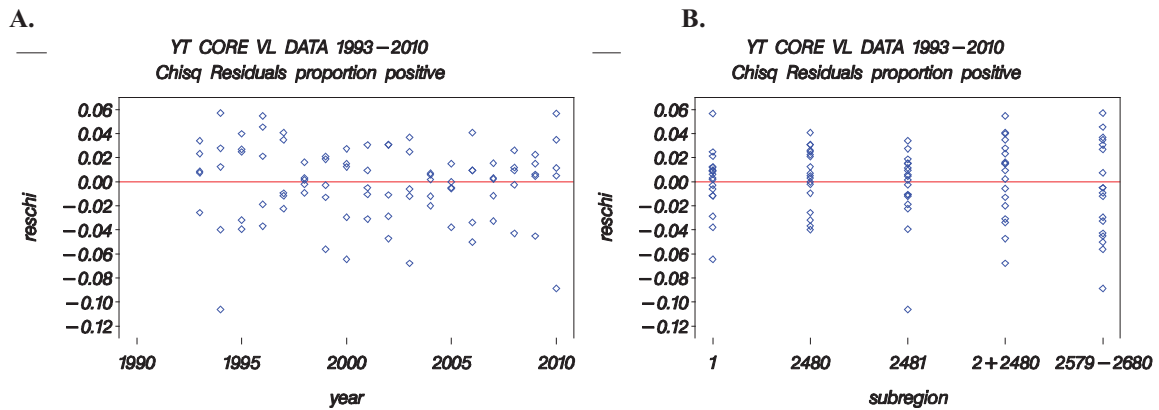 A.
YT CORE VL DATA 1993−2010
Chisq Residuals proportion positive
reschi
0.06
0.04
0.02
0.00
−0.02
−0.04
−0.06
−0.08
−0.10
−0.12
1990 1995 2000 2005 2010
year
B.
YT CORE VL DATA 1993−2010
Chisq Residuals proportion positive
reschi
0.06
0.04
0.02
0.00
−0.02
−0.04
−0.06
−0.08
−0.10
−0.12
1 2480 2481 2+2480 2579−2680
subregion